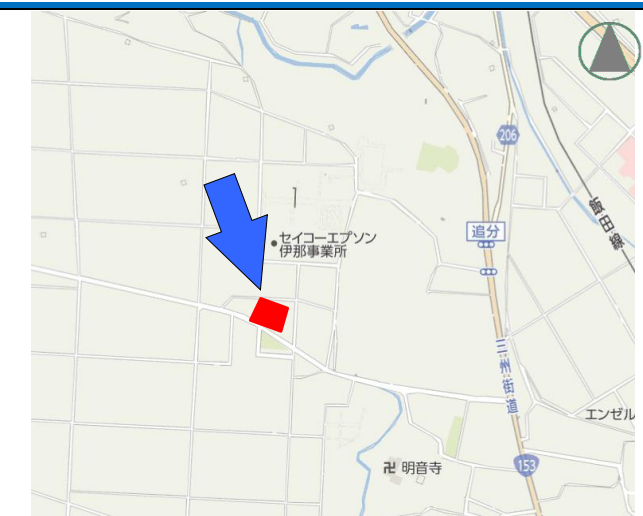 206
飯田線
追分
セイコーエプソン
伊那事業所
三州街道
エンゼル
卍 明音寺
153